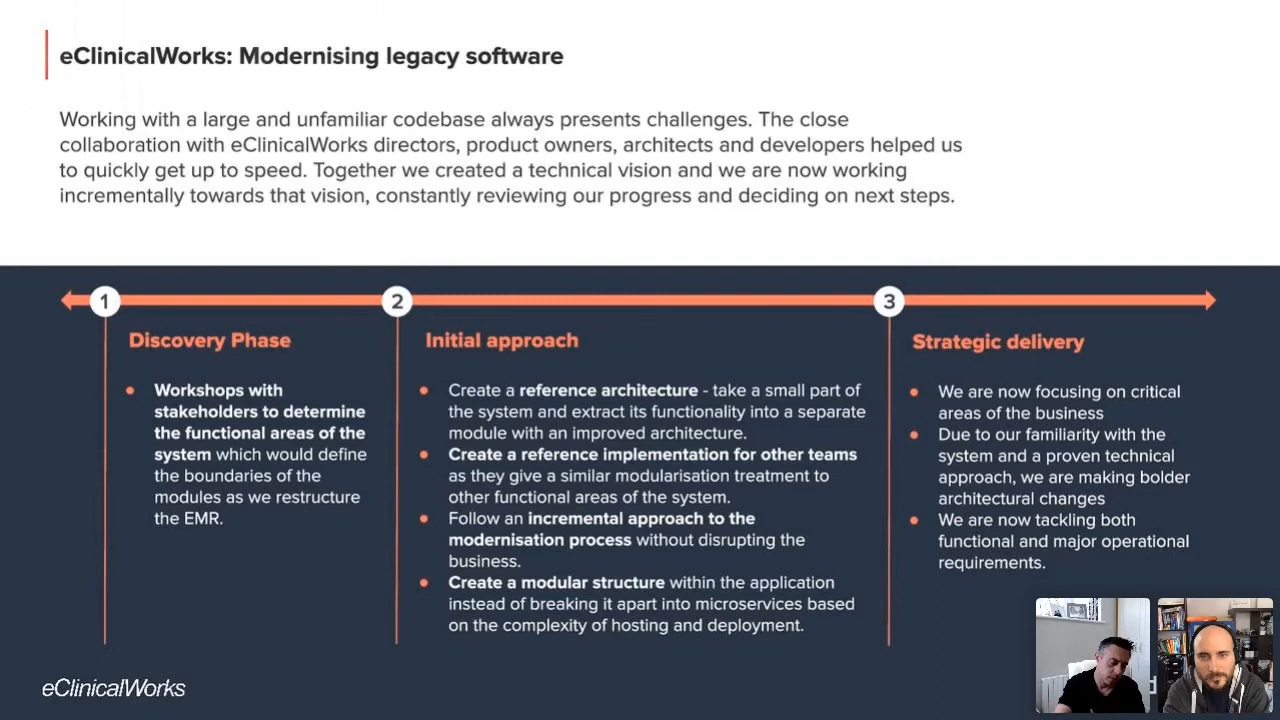 eClinicalWorks: Modernising legacy software
Working with a large and unfamiliar codebase always presents challenges. The close
collaboration with eClinicalWorks directors, product owners, architects and developers helped us
to quickly get up to speed. Together we created a technical vision and we are now working
incrementally towards that vision, constantly reviewing our progress and deciding on next steps.
1
Discovery Phase
• Workshops with
stakeholders to determine
the functional areas of the
system which would define
the boundaries of the
modules as we restructure
the EMR.
2
Initial approach
• Create a reference architecture - take a small part of
the system and extract its functionality into a separate
module with an improved architecture.
• Create a reference implementation for other teams
as they give a similar modularisation treatment to
other functional areas of the system.
• Follow an incremental approach to the
modernisation process without disrupting the
business.
• Create a modular structure within the application
instead of breaking it apart into microservices based
on the complexity of hosting and deployment.
3
Strategic delivery
• We are now focusing on critical
areas of the business
• Due to our familiarity with the
system and a proven technical
approach, we are making bolder
architectural changes
• We are now tackling both
functional and major operational
requirements.
eClinicalWorks